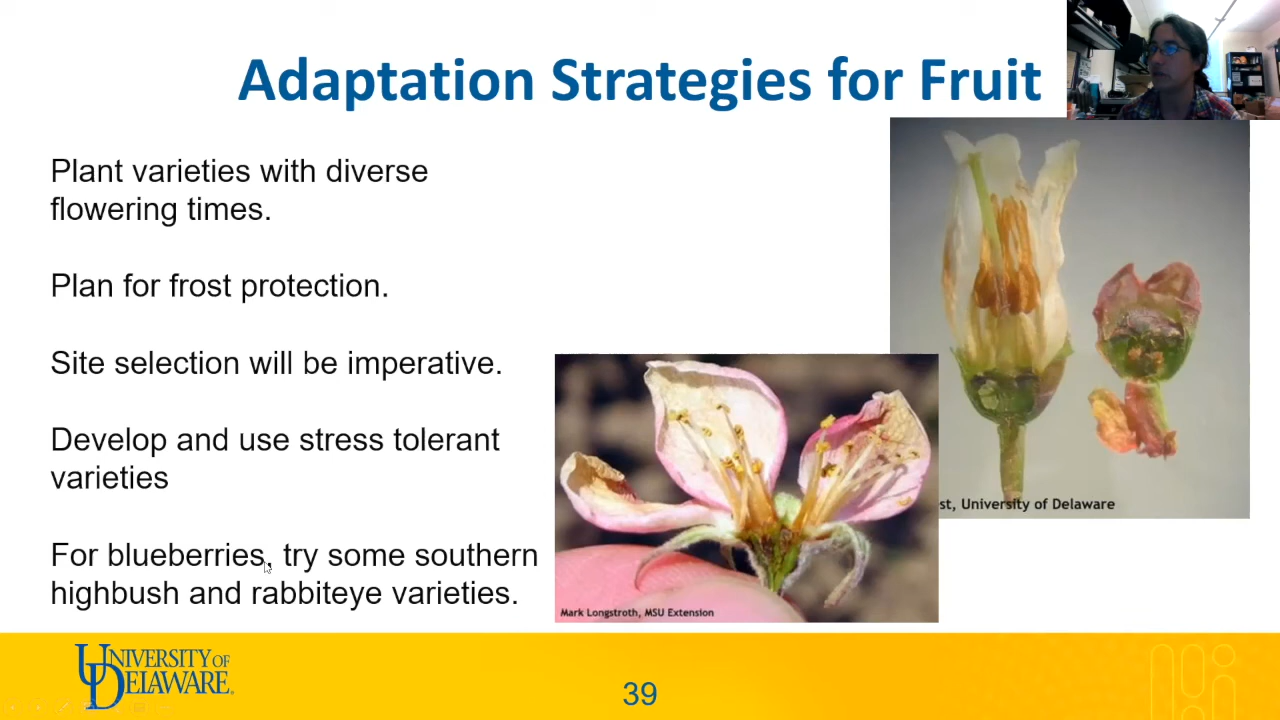 Adaptation Strategies for Fruit
Plant varieties with diverse
flowering times.
Plan for frost protection.
Site selection will be imperative.
Develop and use stress tolerant
varieties
For blueberries, try some southern
highbush and rabbiteye varieties.
st, University of Delaware
Mark Longstroth, MSU Extension
UNIVERSITY OF
DELAWARE
39